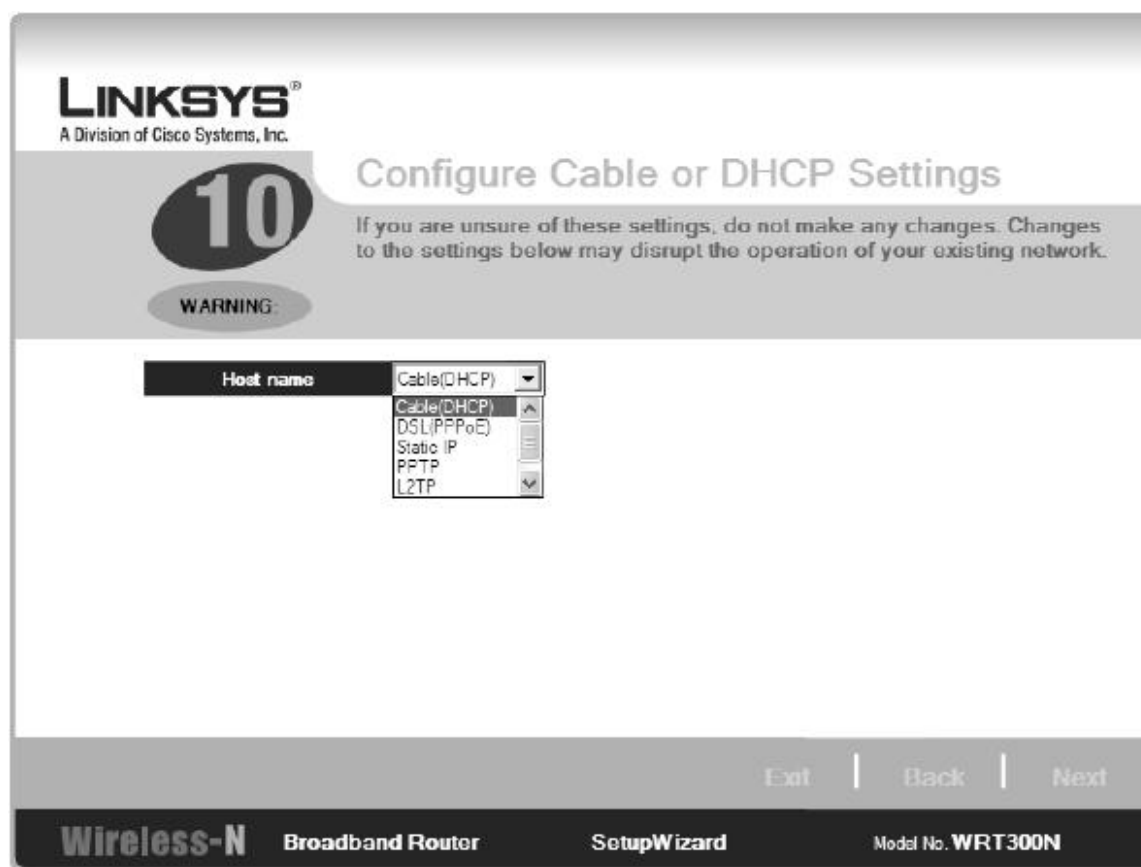 LINKSYS®
A Division of Cisco Systems, Inc.
10
Configure Cable or DHCP Settings
If you are unsure of these settings, do not make any changes. Changes
to the settings below may disrupt the operation of your existing network.
WARNING:
Host name
Cable(DHCP)
Cable(DHCP)
DSL(PPPoE)
Static IP
PPTP
L2TP
Exit
Back
Next
Wireless-N Broadband Router SetupWizard Model No. WRT300N